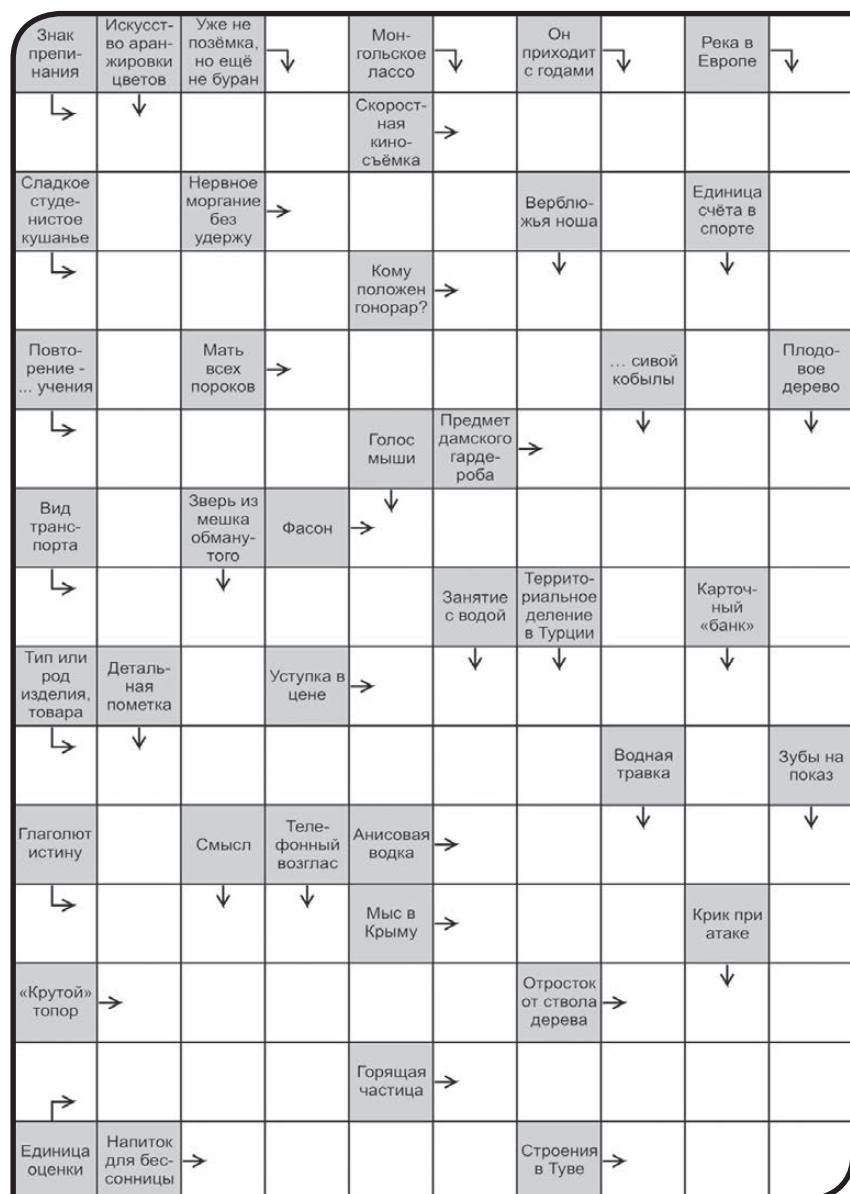 Знак
препи-
нания
Искусст-
во аран-
жировки
цветов
Уже не
позёмка,
но ещё
не буран
Мон-
гольское
лассо
Он
приходит
с годами
Река в
Европе
Скорост-
ная
кино-
съёмка
Сладкое
студе-
нистое
кушанье
Нервное
моргание
без
удержу
Верблю-
жья ноша
Единица
счёта в
спорте
Кому
положен
гонорар?
Повто-
рение -
... учения
Мать
всех
пороков
... сивой
кобылы
Плодо-
вое
дерево
Голос
мыши
Предмет
дамского
гарде-
роба
Вид
транс-
порта
Зверь из
мешка
обману-
того
Фасон
Занятие
с водой
Террито-
риальное
деление
в Турции
Карточ-
ный
«банк»
Тип или
род
изделия,
товара
Деталь-
ная
пометка
Уступка в
цене
Водная
травка
Зубы на
показ
Глаголют
истину
Смысл
Теле-
фонный
возглас
Анисовая
водка
Мыс в
Крыму
Крик при
атаке
«Крутой»
топор
Отросток
от ствола
дерева
Горящая
частица
Единица
оценки
Напиток
для бес-
сонницы
Строения
в Туве